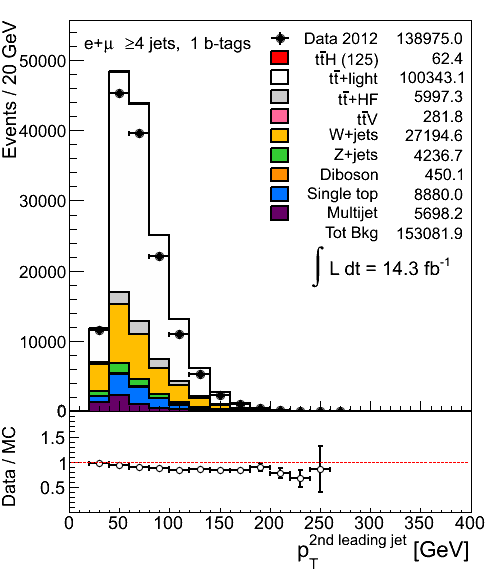 e+μ ≥4 jets, 1 b-tags
Data 2012 138975.0
tt̄H (125) 62.4
tt̄+light 100343.1
tt̄+HF 5997.3
tt̄V 281.8
W+jets 27194.6
Z+jets 4236.7
Diboson 450.1
Single top 8880.0
Multijet 5698.2
Tot Bkg 153081.9
∫ L dt = 14.3 fb⁻¹
Events / 20 GeV
50000
40000
30000
20000
10000
0
Data / MC
1.5
1
0.5
0 50 100 150 200 250 300 350 400
p_T^2nd leading jet [GeV]